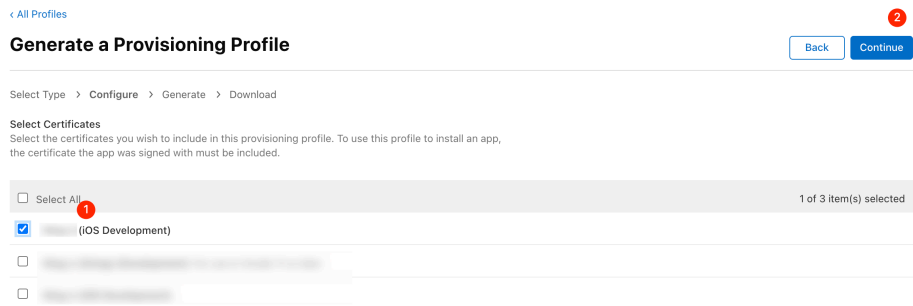 ‹ All Profiles
2
Generate a Provisioning Profile
Back
Continue
Select Type > Configure > Generate > Download
Select Certificates
Select the certificates you wish to include in this provisioning profile. To use this profile to install an app,
the certificate the app was signed with must be included.
Select All
1 of 3 item(s) selected
1
(iOS Development)